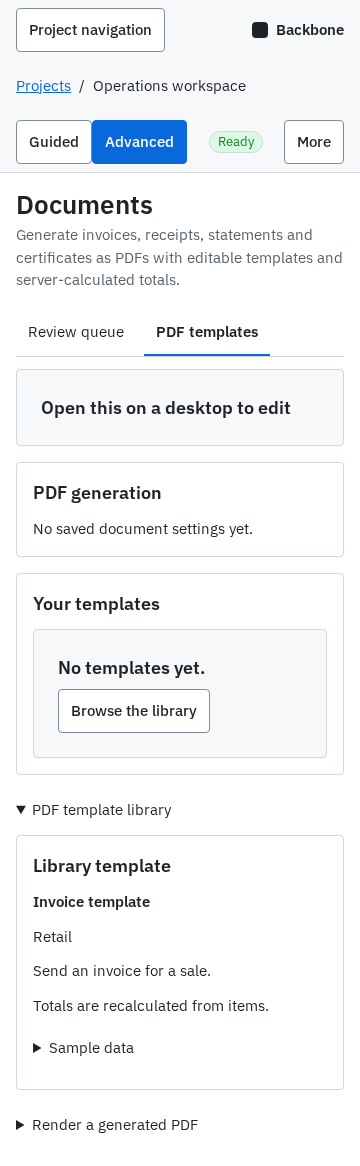 Project navigation
Backbone
Projects / Operations workspace
Guided
Advanced
Ready
More
Documents
Generate invoices, receipts, statements and
certificates as PDFs with editable templates and
server-calculated totals.
Review queue
PDF templates
Open this on a desktop to edit
PDF generation
No saved document settings yet.
Your templates
No templates yet.
Browse the library
PDF template library
Library template
Invoice template
Retail
Send an invoice for a sale.
Totals are recalculated from items.
Sample data
Render a generated PDF